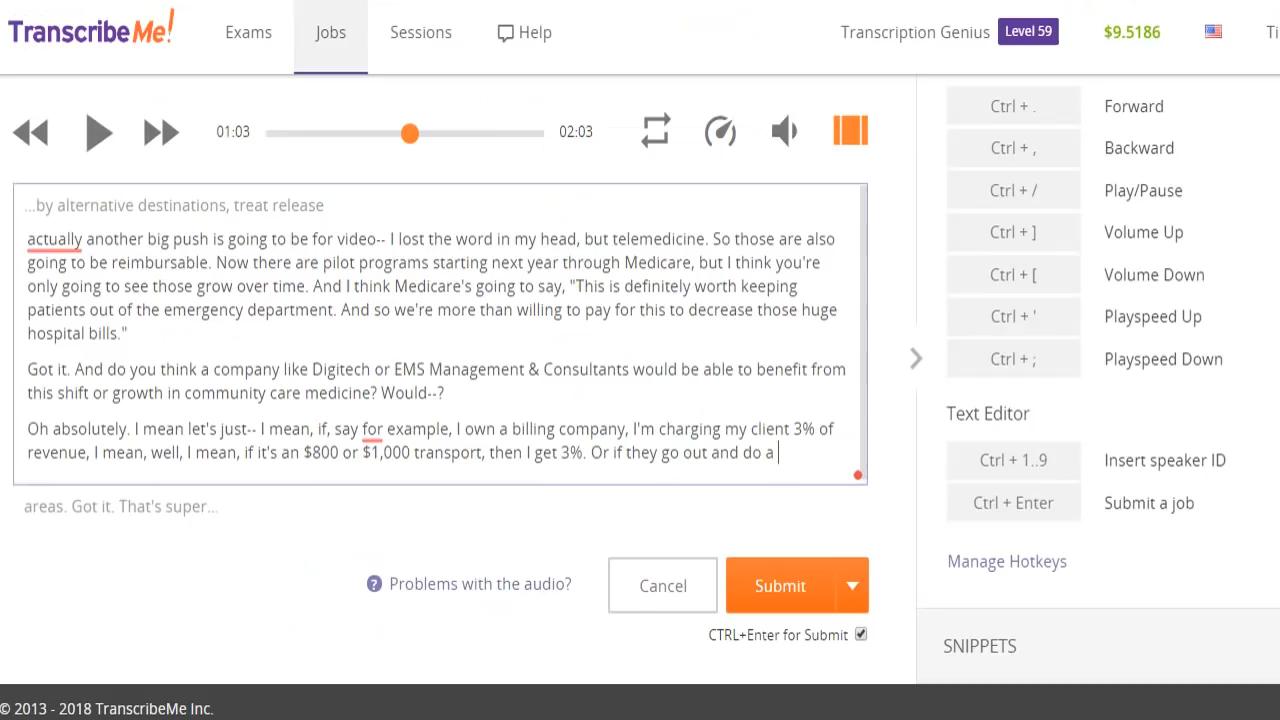 TranscribeMe!
Exams
Jobs
Sessions
Help
Transcription Genius
Level 59
$9.5186
Ti
01:03
02:03
...by alternative destinations, treat release
actually another big push is going to be for video-- I lost the word in my head, but telemedicine. So those are also
going to be reimbursable. Now there are pilot programs starting next year through Medicare, but I think you're
only going to see those grow over time. And I think Medicare's going to say, "This is definitely worth keeping
patients out of the emergency department. And so we're more than willing to pay for this to decrease those huge
hospital bills."
Got it. And do you think a company like Digitech or EMS Management & Consultants would be able to benefit from
this shift or growth in community care medicine? Would--?
Oh absolutely. I mean let's just-- I mean, if, say for example, I own a billing company, I'm charging my client 3% of
revenue, I mean, well, I mean, if it's an $800 or $1,000 transport, then I get 3%. Or if they go out and do a
areas. Got it. That's super...
? Problems with the audio?
Cancel
Submit
CTRL+Enter for Submit
Ctrl + . Forward
Ctrl + , Backward
Ctrl + / Play/Pause
Ctrl + ] Volume Up
Ctrl + [ Volume Down
Ctrl + ' Playspeed Up
Ctrl + ; Playspeed Down
Text Editor
Ctrl + 1..9 Insert speaker ID
Ctrl + Enter Submit a job
Manage Hotkeys
SNIPPETS
© 2013 - 2018 TranscribeMe Inc.